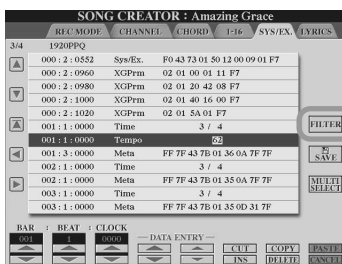 SONG CREATOR : Amazing Grace
REC MODE CHANNEL CHORD 1-16 SYS/EX. LYRICS
3/4 1920PPQ
000 : 2 : 0552 Sys/Ex. F0 43 73 01 50 12 00 09 01 F7
000 : 2 : 0960 XGPrm 02 01 00 01 11 F7
000 : 2 : 0980 XGPrm 02 01 20 42 08 F7
000 : 2 : 1000 XGPrm 02 01 40 16 00 F7
000 : 2 : 1020 XGPrm 02 01 5A 01 F7
001 : 1 : 0000 Time 3 / 4
FILTER
001 : 1 : 0000 Tempo 62
001 : 3 : 0000 Meta FF 7F 43 7B 01 36 0A 7F 7F
SAVE
002 : 1 : 0000 Time 3 / 4
002 : 1 : 0000 Meta FF 7F 43 7B 01 35 0A 7F 7F
MULTI SELECT
003 : 1 : 0000 Time 3 / 4
003 : 1 : 0000 Meta FF 7F 43 7B 01 35 0D 31 7F
BAR : BEAT : CLOCK
001 1 0000 DATA ENTRY
CUT COPY PASTE
INS DELETE CANCEL